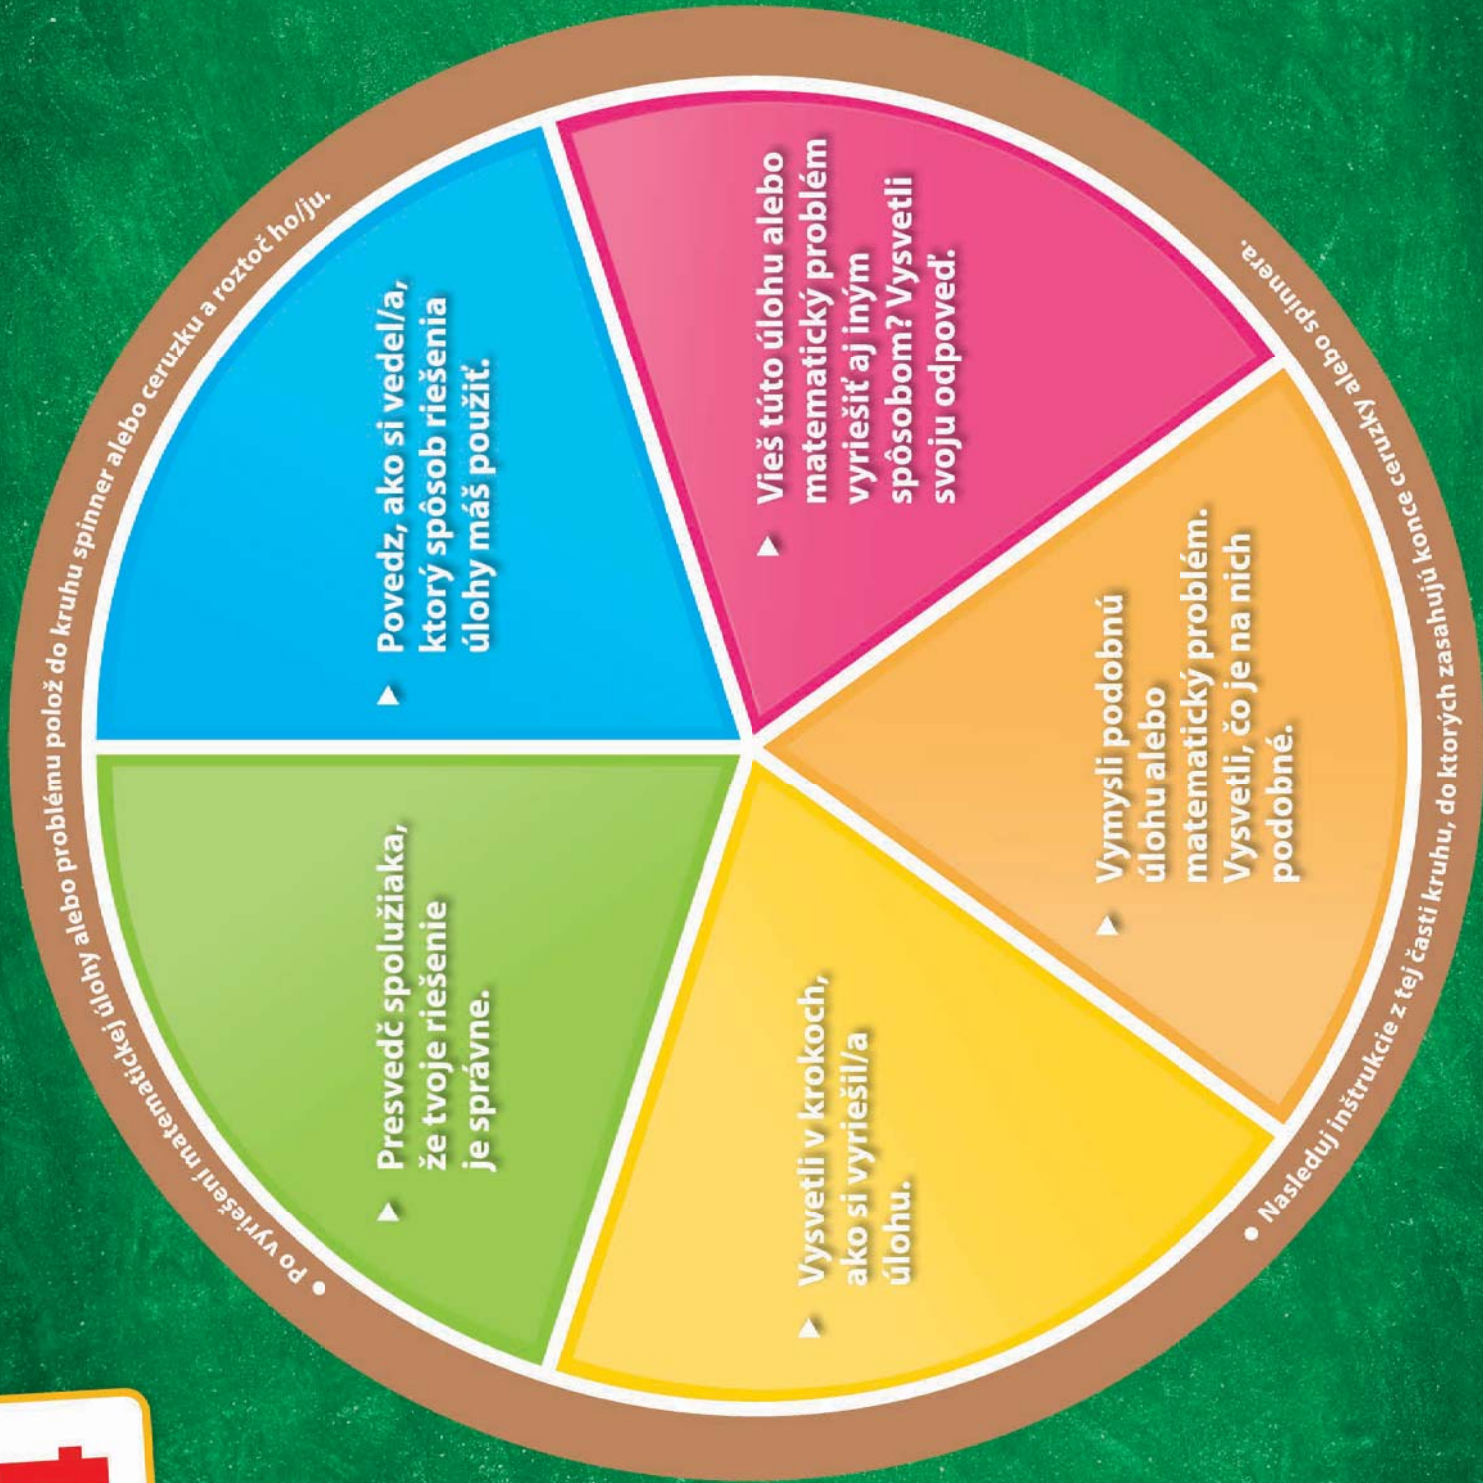 • Po vyriešení matematickej úlohy alebo problému polož do kruhu spinner alebo ceruzku a roztoč ho/ju.
▶ Presvedč spolužiaka,
že tvoje riešenie
je správne.
▶ Povedz, ako si vedel/a,
ktorý spôsob riešenia
úlohy máš použiť.
▶ Vysvetli v krokoch,
ako si vyriešil/a
úlohu.
▶ Vieš túto úlohu alebo
matematický problém
vyriešiť aj iným
spôsobom? Vysvetli
svoju odpoveď.
▶ Vymysli podobnú
úlohu alebo
matematický problém.
Vysvetli, čo je na nich
podobné.
• Nasleduj inštrukcie z tej časti kruhu, do ktorých zasahujú konce ceruzky alebo spinnera.